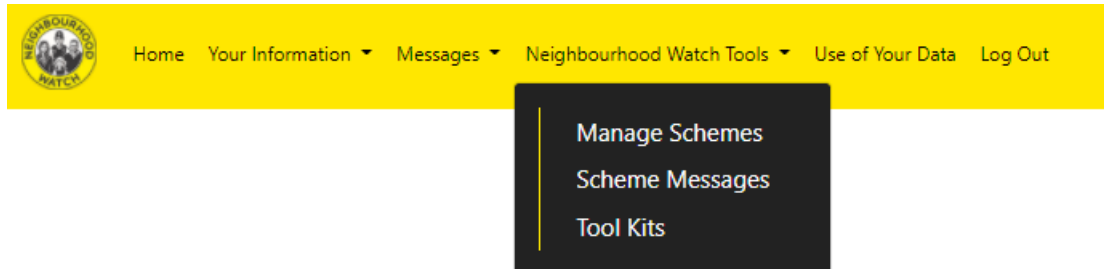 NEIGHBOURHOOD
WATCH
Home Your Information Messages Neighbourhood Watch Tools Use of Your Data Log Out
Manage Schemes
Scheme Messages
Tool Kits